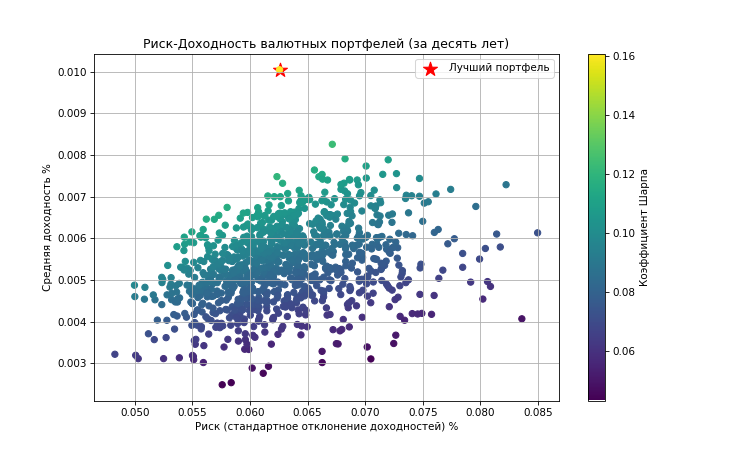 Риск-Доходность валютных портфелей (за десять лет)
Лучший портфель
0.010
0.009
0.008
0.007
0.006
0.005
0.004
0.003
Средняя доходность %
0.050 0.055 0.060 0.065 0.070 0.075 0.080 0.085
Риск (стандартное отклонение доходностей) %
0.16
0.14
0.12
0.10
0.08
0.06
Коэффициент Шарпа